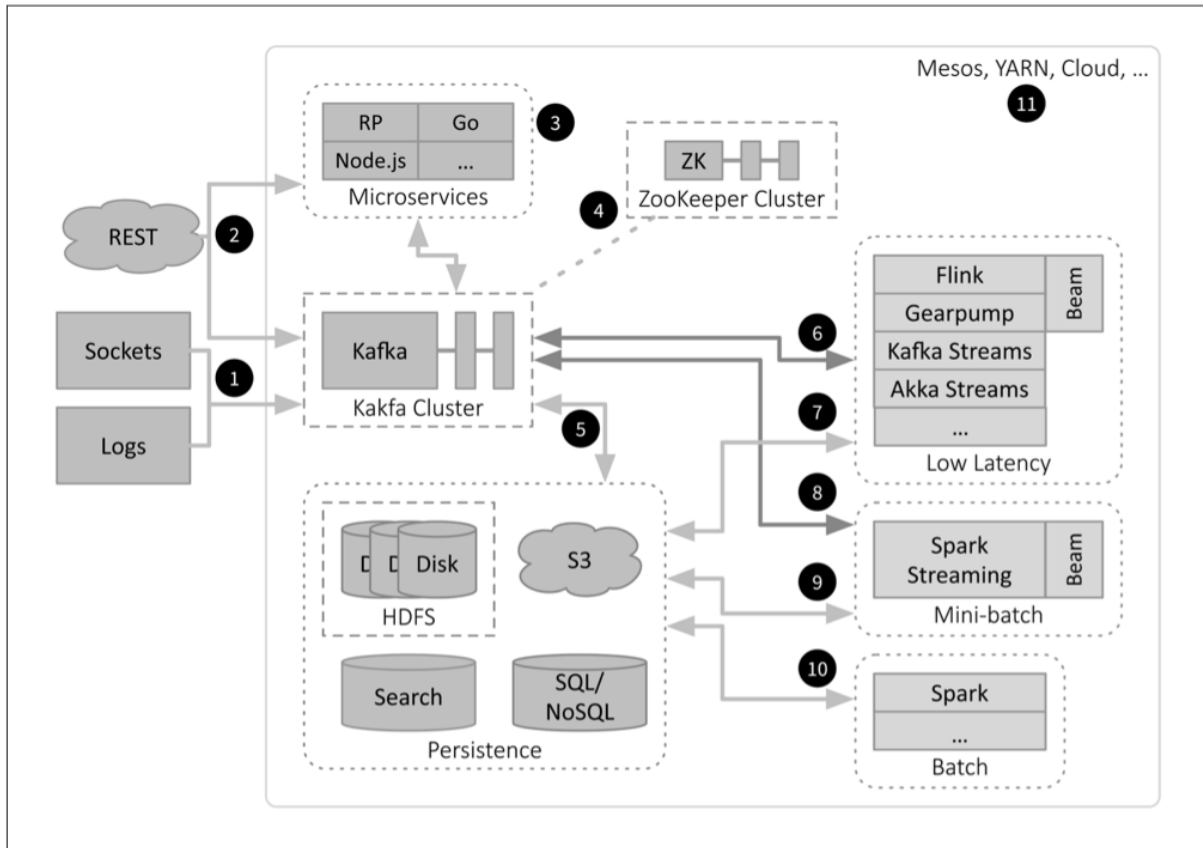 Mesos, YARN, Cloud, ...
11
RP
Go
3
Node.js
...
Microservices
ZK
ZooKeeper Cluster
4
REST
2
Sockets
1
Logs
Kafka
Kakfa Cluster
5
6
Flink
Gearpump
Beam
Kafka Streams
Akka Streams
...
Low Latency
7
8
Spark
Streaming
Beam
Mini-batch
9
D
D
Disk
HDFS
S3
Search
SQL/
NoSQL
Persistence
10
Spark
...
Batch